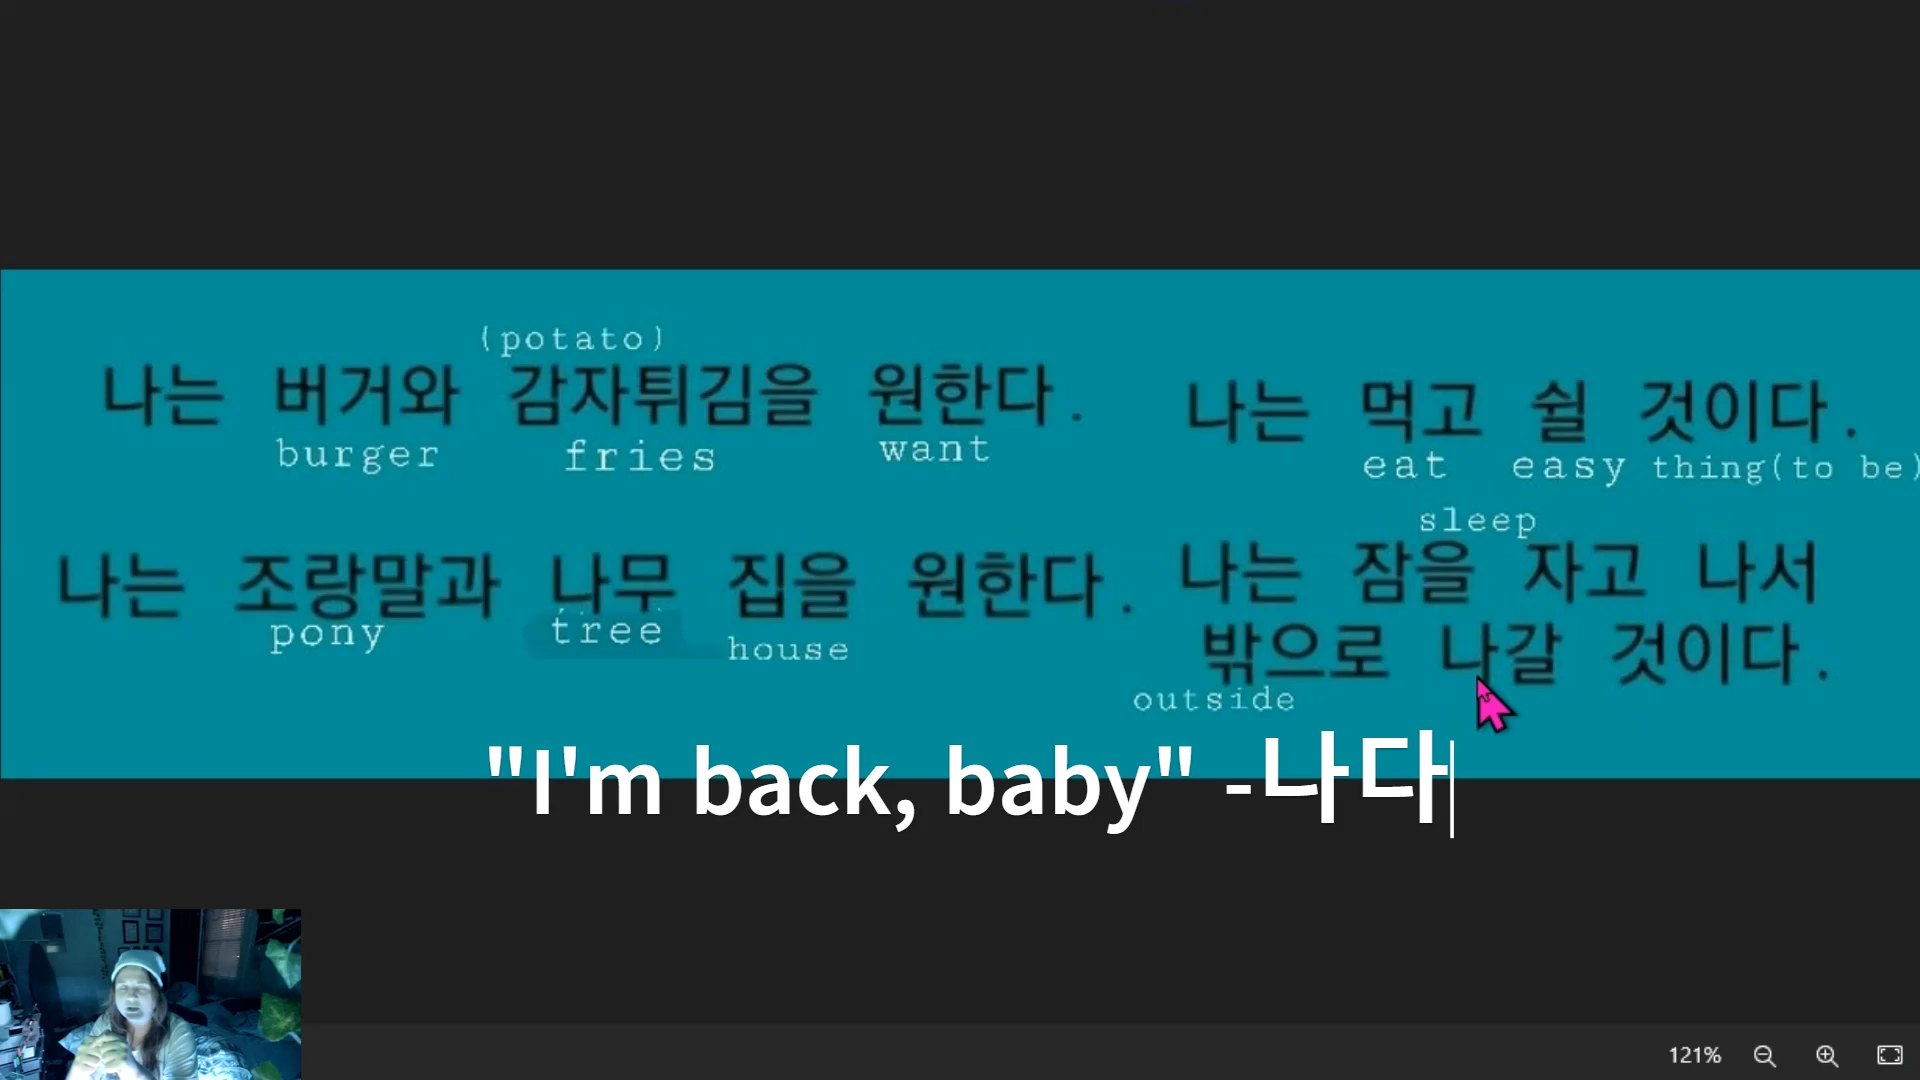 (potato)
나는 버거와 감자튀김을 원한다.
burger fries want
나는 조랑말과 나무 집을 원한다.
pony tree house
나는 먹고 쉴 것이다.
eat easy thing(to be)
sleep
나는 잠을 자고 나서
밖으로 나갈 것이다.
outside
"I'm back, baby" -나다
121%